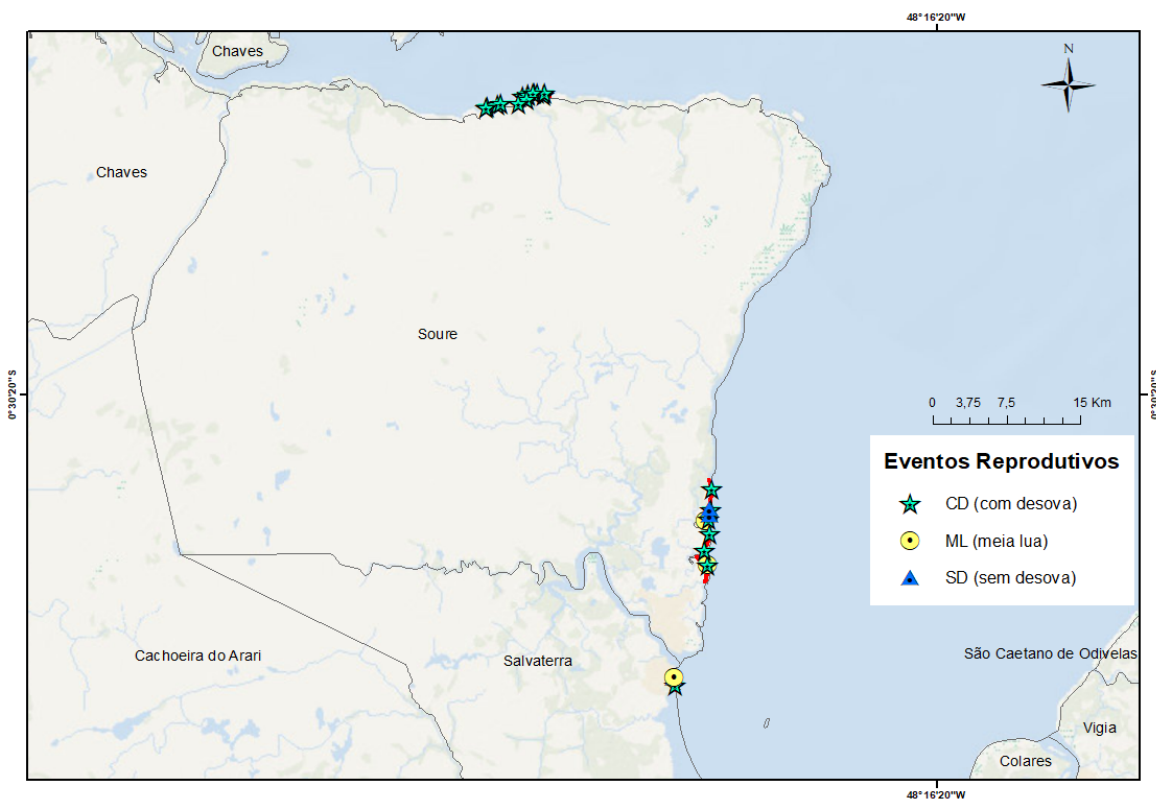 48°16'20"W
Chaves
N
Chaves
Soure
0°30'20"S
0°30'20"S
0 3,75 7,5 15 Km
Eventos Reprodutivos
CD (com desova)
ML (meia lua)
SD (sem desova)
Cachoeira do Arari
Salvaterra
São Caetano de Odivelas
Vigia
Colares
48°16'20"W